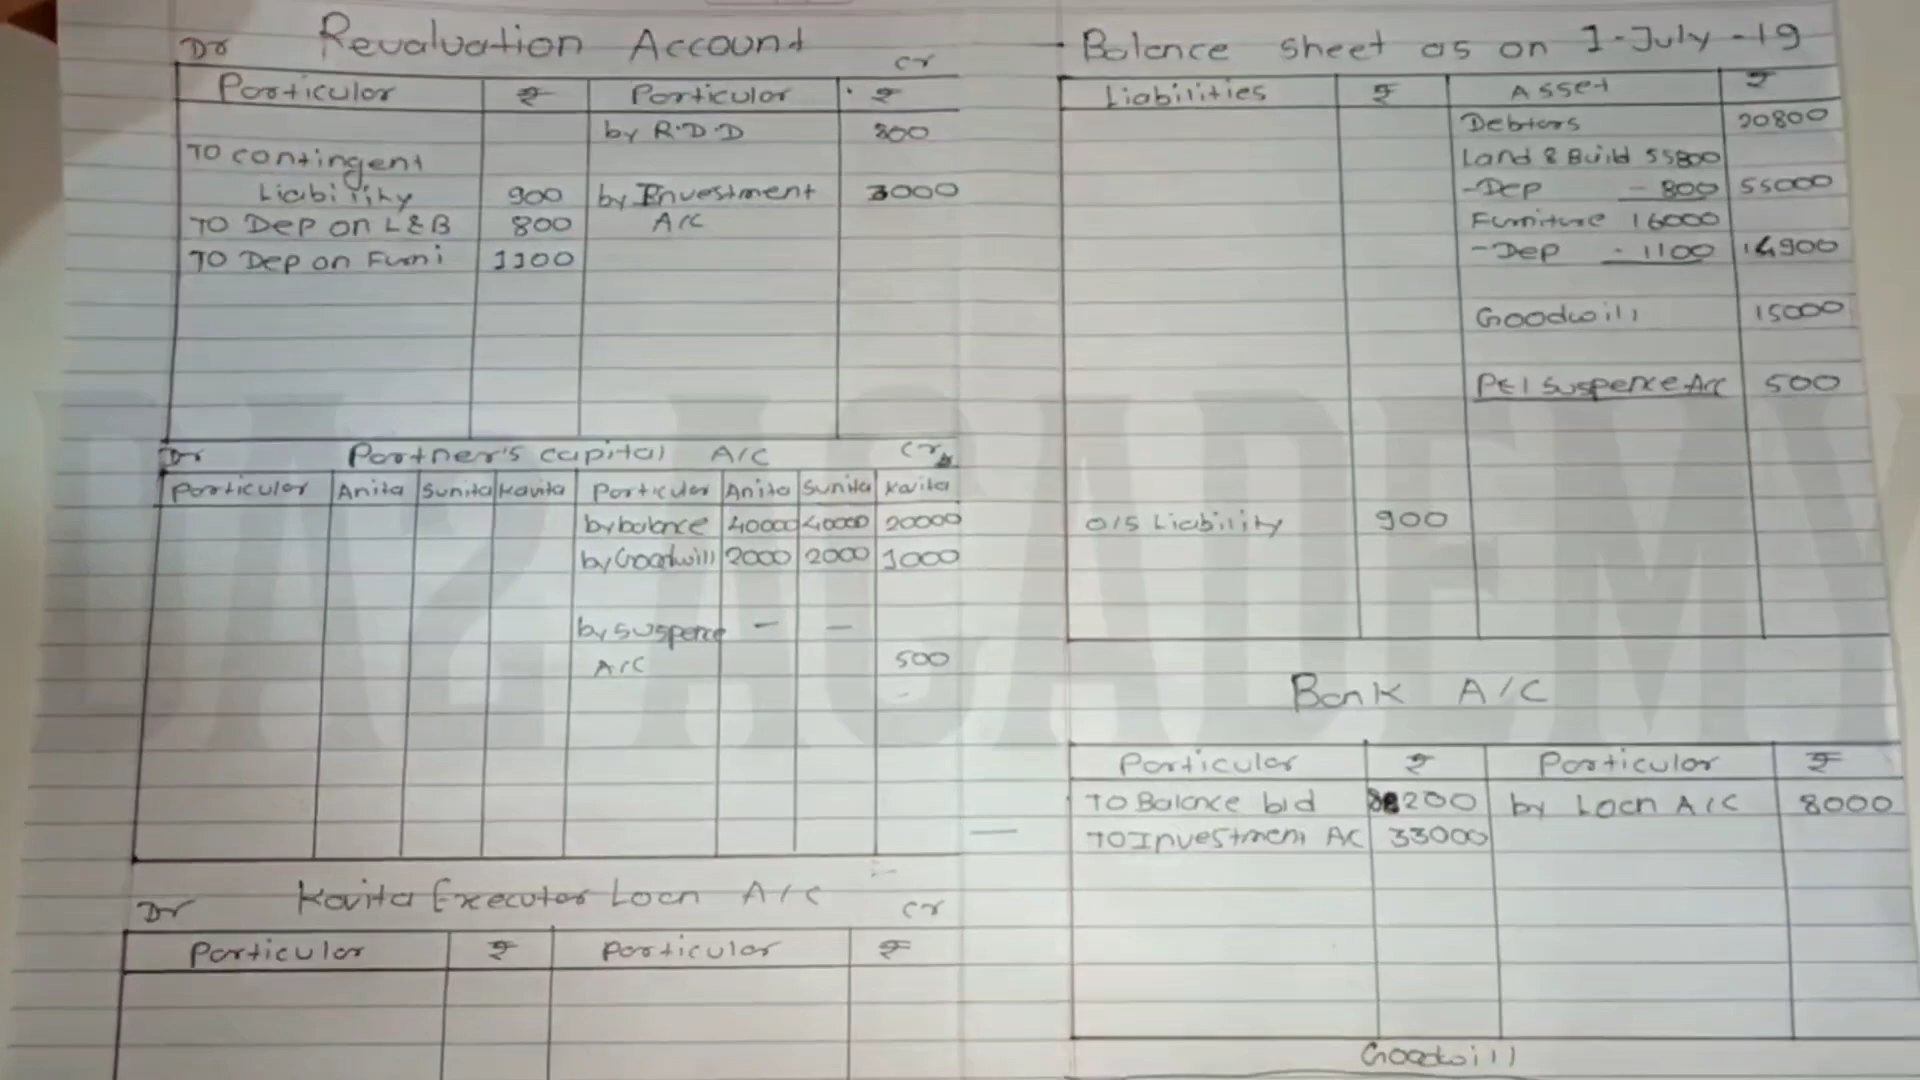 Dr Revaluation Account cr
Particular ₹ Particular ₹
by R.D.D 800
TO contingent
Liability 900 by Investment 3000
TO Dep on L&B 800 A/C
TO Dep on Furni 1100
Dr Partner's capital A/C Cr
Particular Anita Sunita Kavita Particular Anita Sunita Kavita
by balance 40000 40000 20000
by Goodwill 2000 2000 1000
by suspence - -
A/C 500
Dr Kavita Executor Loan A/C Cr
Particular ₹ Particular ₹
Balance sheet as on 1-July-19
Liabilities ₹ Asset ₹
Debtors 20800
Land & Build 55800
-Dep - 800 55000
Furniture 16000
-Dep - 1100 14900
Goodwill 15000
P&L Suspence A/c 500
O/S Liability 900
Bank A/C
Particular ₹ Particular ₹
TO Balance b/d 200 by Loan A/C 8000
TO Investment AC 33000
Goodwill
DAS ACADEMY